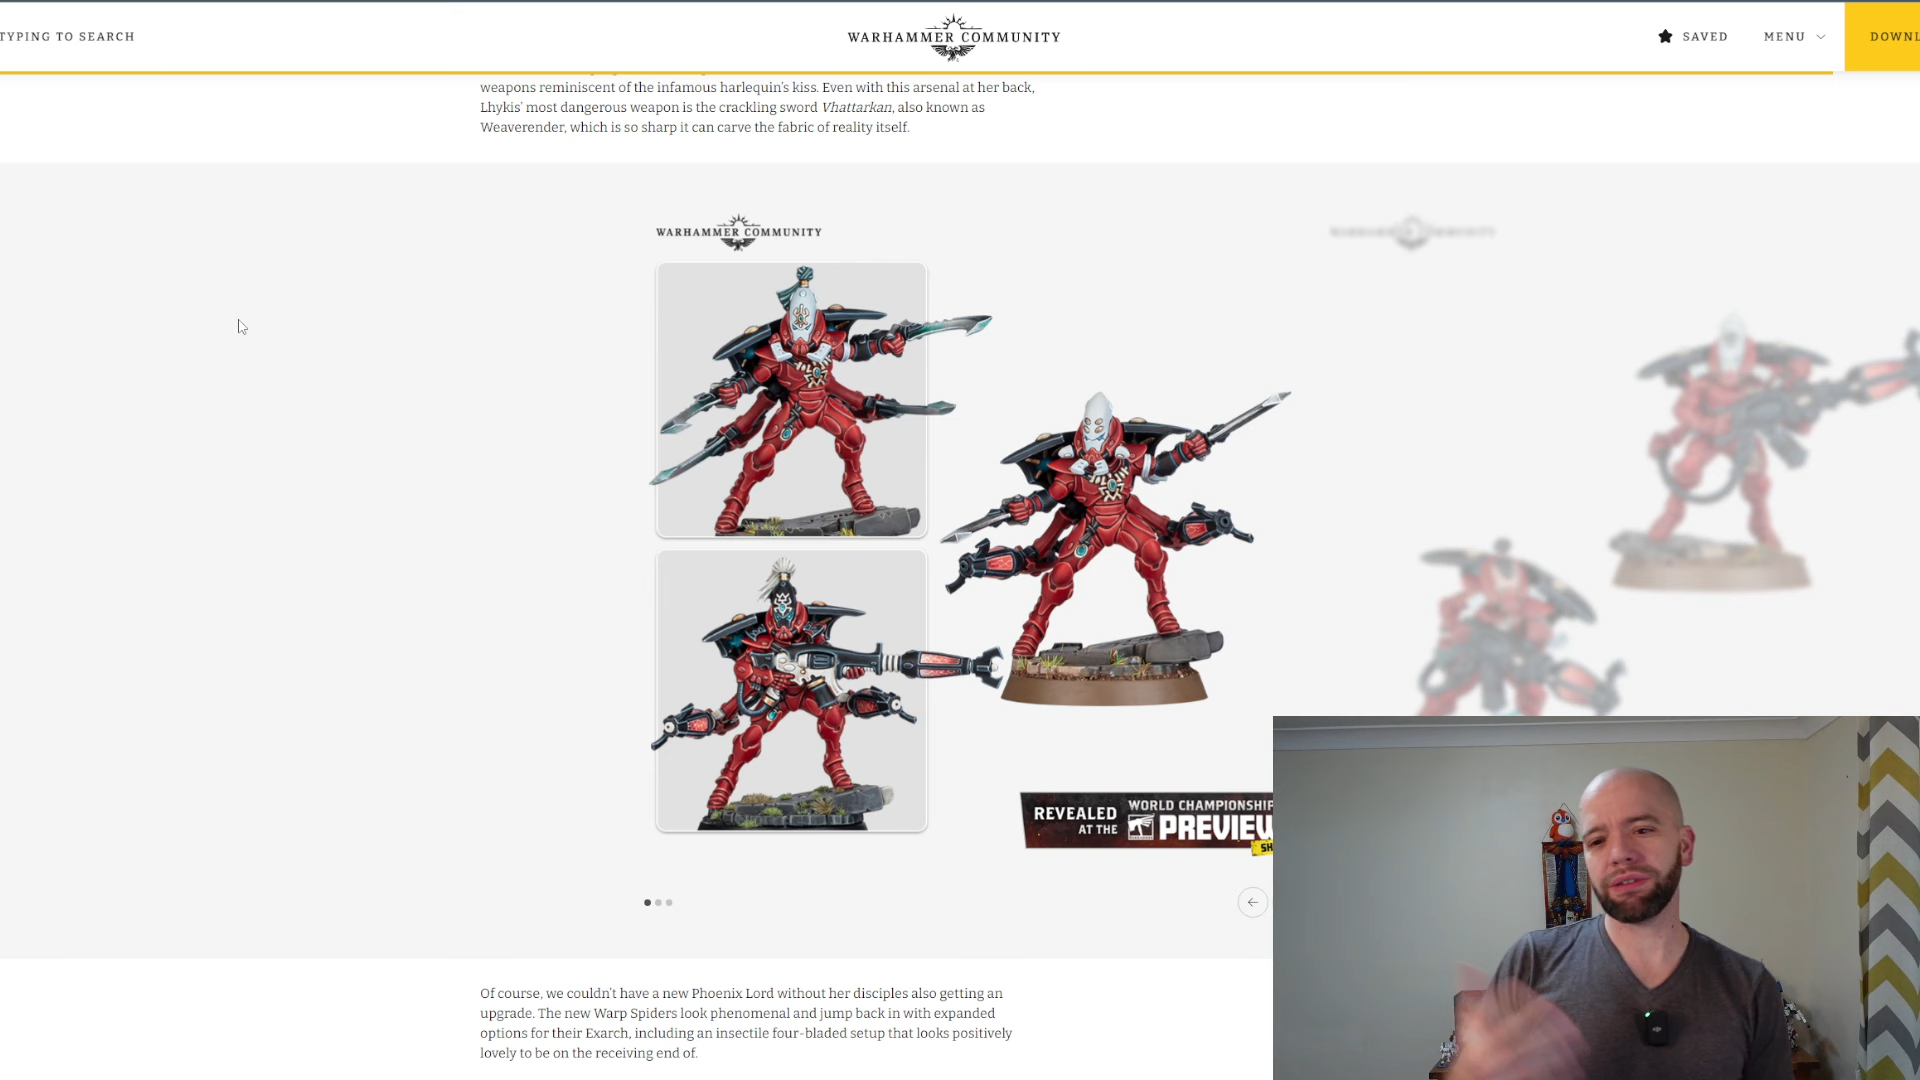 TYPING TO SEARCH
WARHAMMER COMMUNITY
SAVED
MENU
DOWNL
weapons reminiscent of the infamous harlequin's kiss. Even with this arsenal at her back,
Lhykis' most dangerous weapon is the crackling sword Vhattarkan, also known as
Weaverender, which is so sharp it can carve the fabric of reality itself.
WARHAMMER COMMUNITY
WARHAMMER COMMUNITY
REVEALED
AT THE
WORLD CHAMPIONSHIP
PREVIEW
SH
Of course, we couldn't have a new Phoenix Lord without her disciples also getting an
upgrade. The new Warp Spiders look phenomenal and jump back in with expanded
options for their Exarch, including an insectile four-bladed setup that looks positively
lovely to be on the receiving end of.